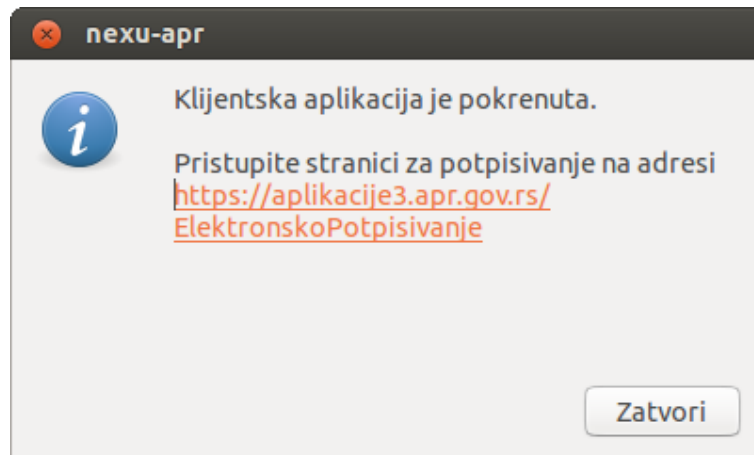 nexu-apr
Klijentska aplikacija je pokrenuta.
Pristupite stranici za potpisivanje na adresi
https://aplikacije3.apr.gov.rs/
ElektronskoPotpisivanje
Zatvori